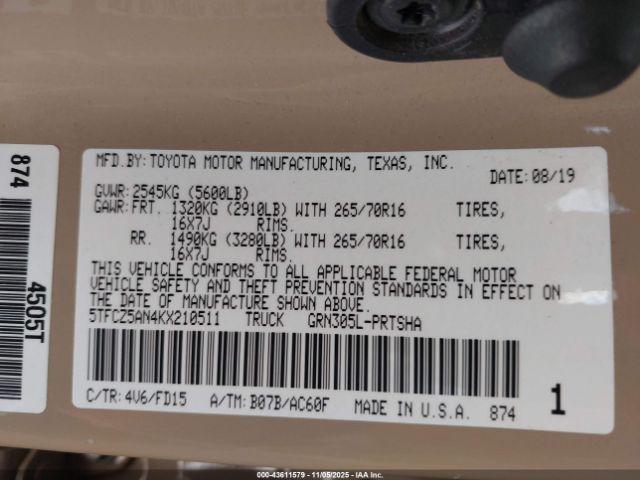 MFD.BY:TOYOTA MOTOR MANUFACTURING, TEXAS, INC.
DATE:08/19
GVWR:2545KG (5600LB)
GAWR:FRT. 1320KG (2910LB) WITH 265/70R16 TIRES,
16X7J RIMS.
RR. 1490KG (3280LB) WITH 265/70R16 TIRES,
16X7J RIMS.
THIS VEHICLE CONFORMS TO ALL APPLICABLE FEDERAL MOTOR
VEHICLE SAFETY AND THEFT PREVENTION STANDARDS IN EFFECT ON
THE DATE OF MANUFACTURE SHOWN ABOVE.
5TFCZ5AN4KX210511 TRUCK GRN305L-PRTSHA
C/TR:4V6/FD15 A/TM:B07B/AC60F MADE IN U.S.A. 874
1
874
4505T
000-43611579 - 11/05/2025 - IAAI.COM